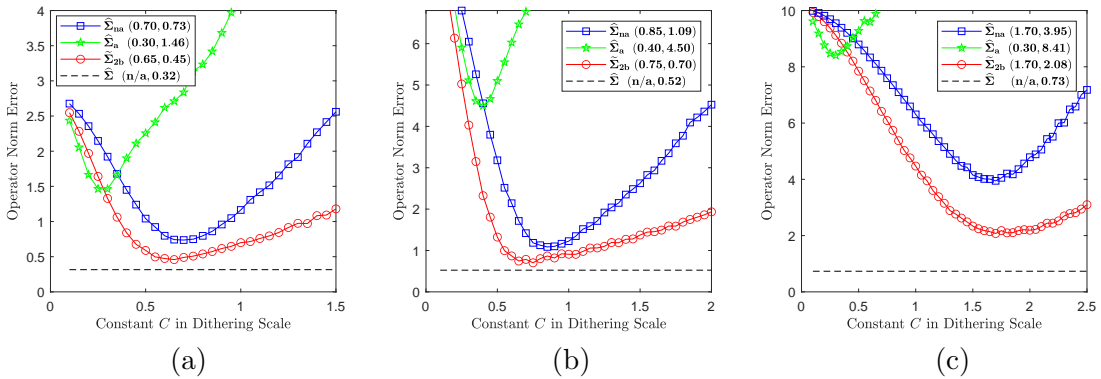 4
3.5
3
2.5
2
1.5
1
0.5
0
0 0.5 1 1.5
Operator Norm Error
Constant C in Dithering Scale
Σ̂na (0.70, 0.73)
Σ̂a (0.30, 1.46)
Σ̃2b (0.65, 0.45)
Σ̂ (n/a, 0.32)
(a)
6
5
4
3
2
1
0
0 0.5 1 1.5 2
Operator Norm Error
Constant C in Dithering Scale
Σ̂na (0.85, 1.09)
Σ̂a (0.40, 4.50)
Σ̃2b (0.75, 0.70)
Σ̂ (n/a, 0.52)
(b)
10
8
6
4
2
0
0 0.5 1 1.5 2 2.5
Operator Norm Error
Constant C in Dithering Scale
Σ̂na (1.70, 3.95)
Σ̂a (0.30, 8.41)
Σ̃2b (1.70, 2.08)
Σ̂ (n/a, 0.73)
(c)